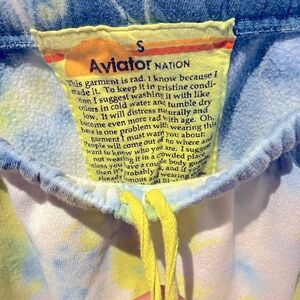 S
Aviator NATION
This garment is rad. I know because I
made it. To keep it in pristine condi-
tion I suggest washing it with like
colors in cold water and tumble dry
low. It will distress naturally and
become even more rad with age. Oh,
here is one problem with wearing this
garment I must warn you about:
People will come out of no where and
want to know who you are. I suggest
not wearing it in a crowded place
unless you have a couple body guards
then it's
already
and if you
wearing